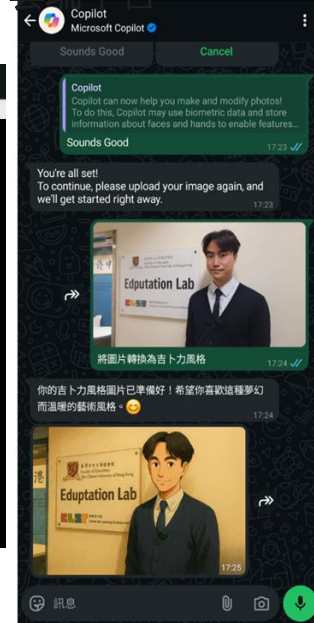 Copilot
Microsoft Copilot
Sounds Good
Cancel
Copilot
Copilot can now help you make and modify photos!
To do this, Copilot may use biometric data and store
information about faces and hands to enable features...
Sounds Good
17:23
You're all set!
To continue, please upload your image again, and
we'll get started right away.
17:23
Edputation Lab
將圖片轉換為吉卜力風格
17:24
你的吉卜力風格圖片已準備好！希望你喜歡這種夢幻
而溫暖的藝術風格。
17:24
Eduptation Lab
17:25
訊息